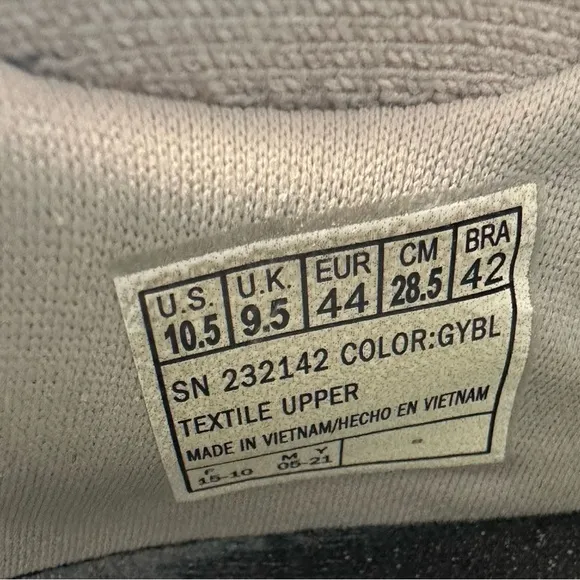 U.S. U.K. EUR CM BRA
10.5 9.5 44 28.5 42
SN 232142 COLOR:GYBL
TEXTILE UPPER
MADE IN VIETNAM/HECHO EN VIETNAM
F M Y
15-10 05-21